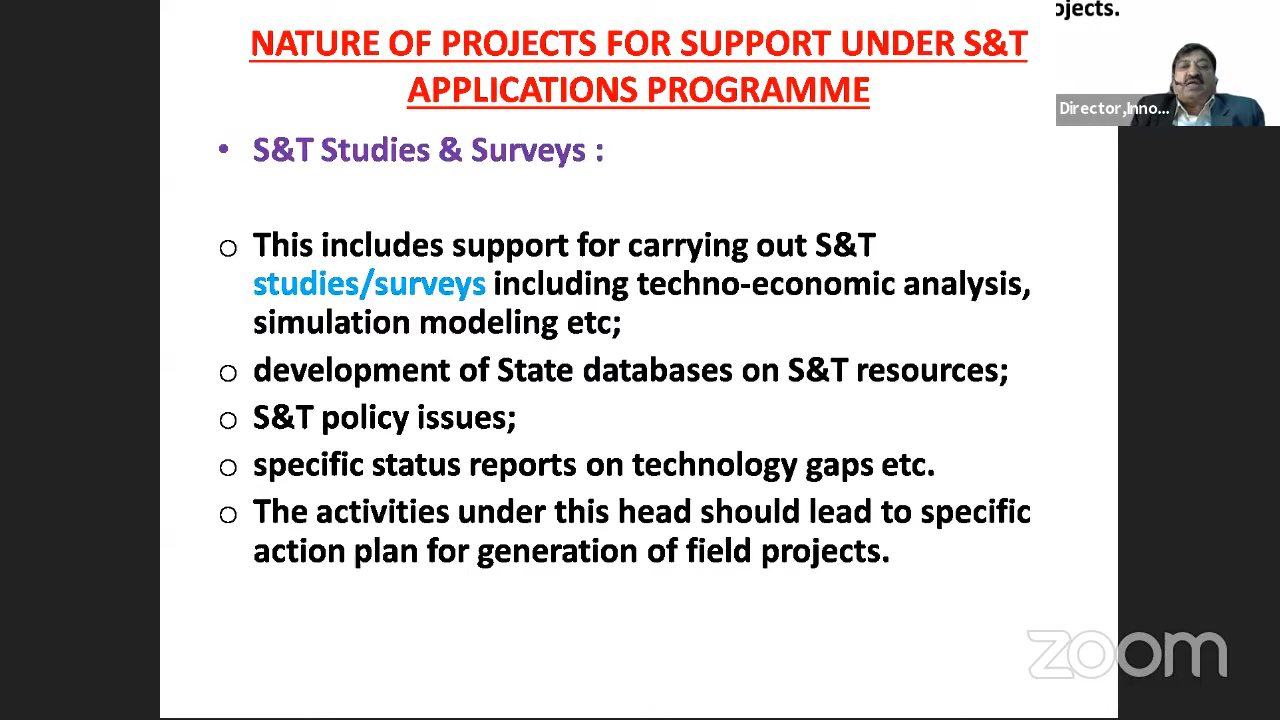 ojects.
NATURE OF PROJECTS FOR SUPPORT UNDER S&T
APPLICATIONS PROGRAMME
Director,Inno...
• S&T Studies & Surveys :
o This includes support for carrying out S&T
studies/surveys including techno-economic analysis,
simulation modeling etc;
o development of State databases on S&T resources;
o S&T policy issues;
o specific status reports on technology gaps etc.
o The activities under this head should lead to specific
action plan for generation of field projects.
zoom